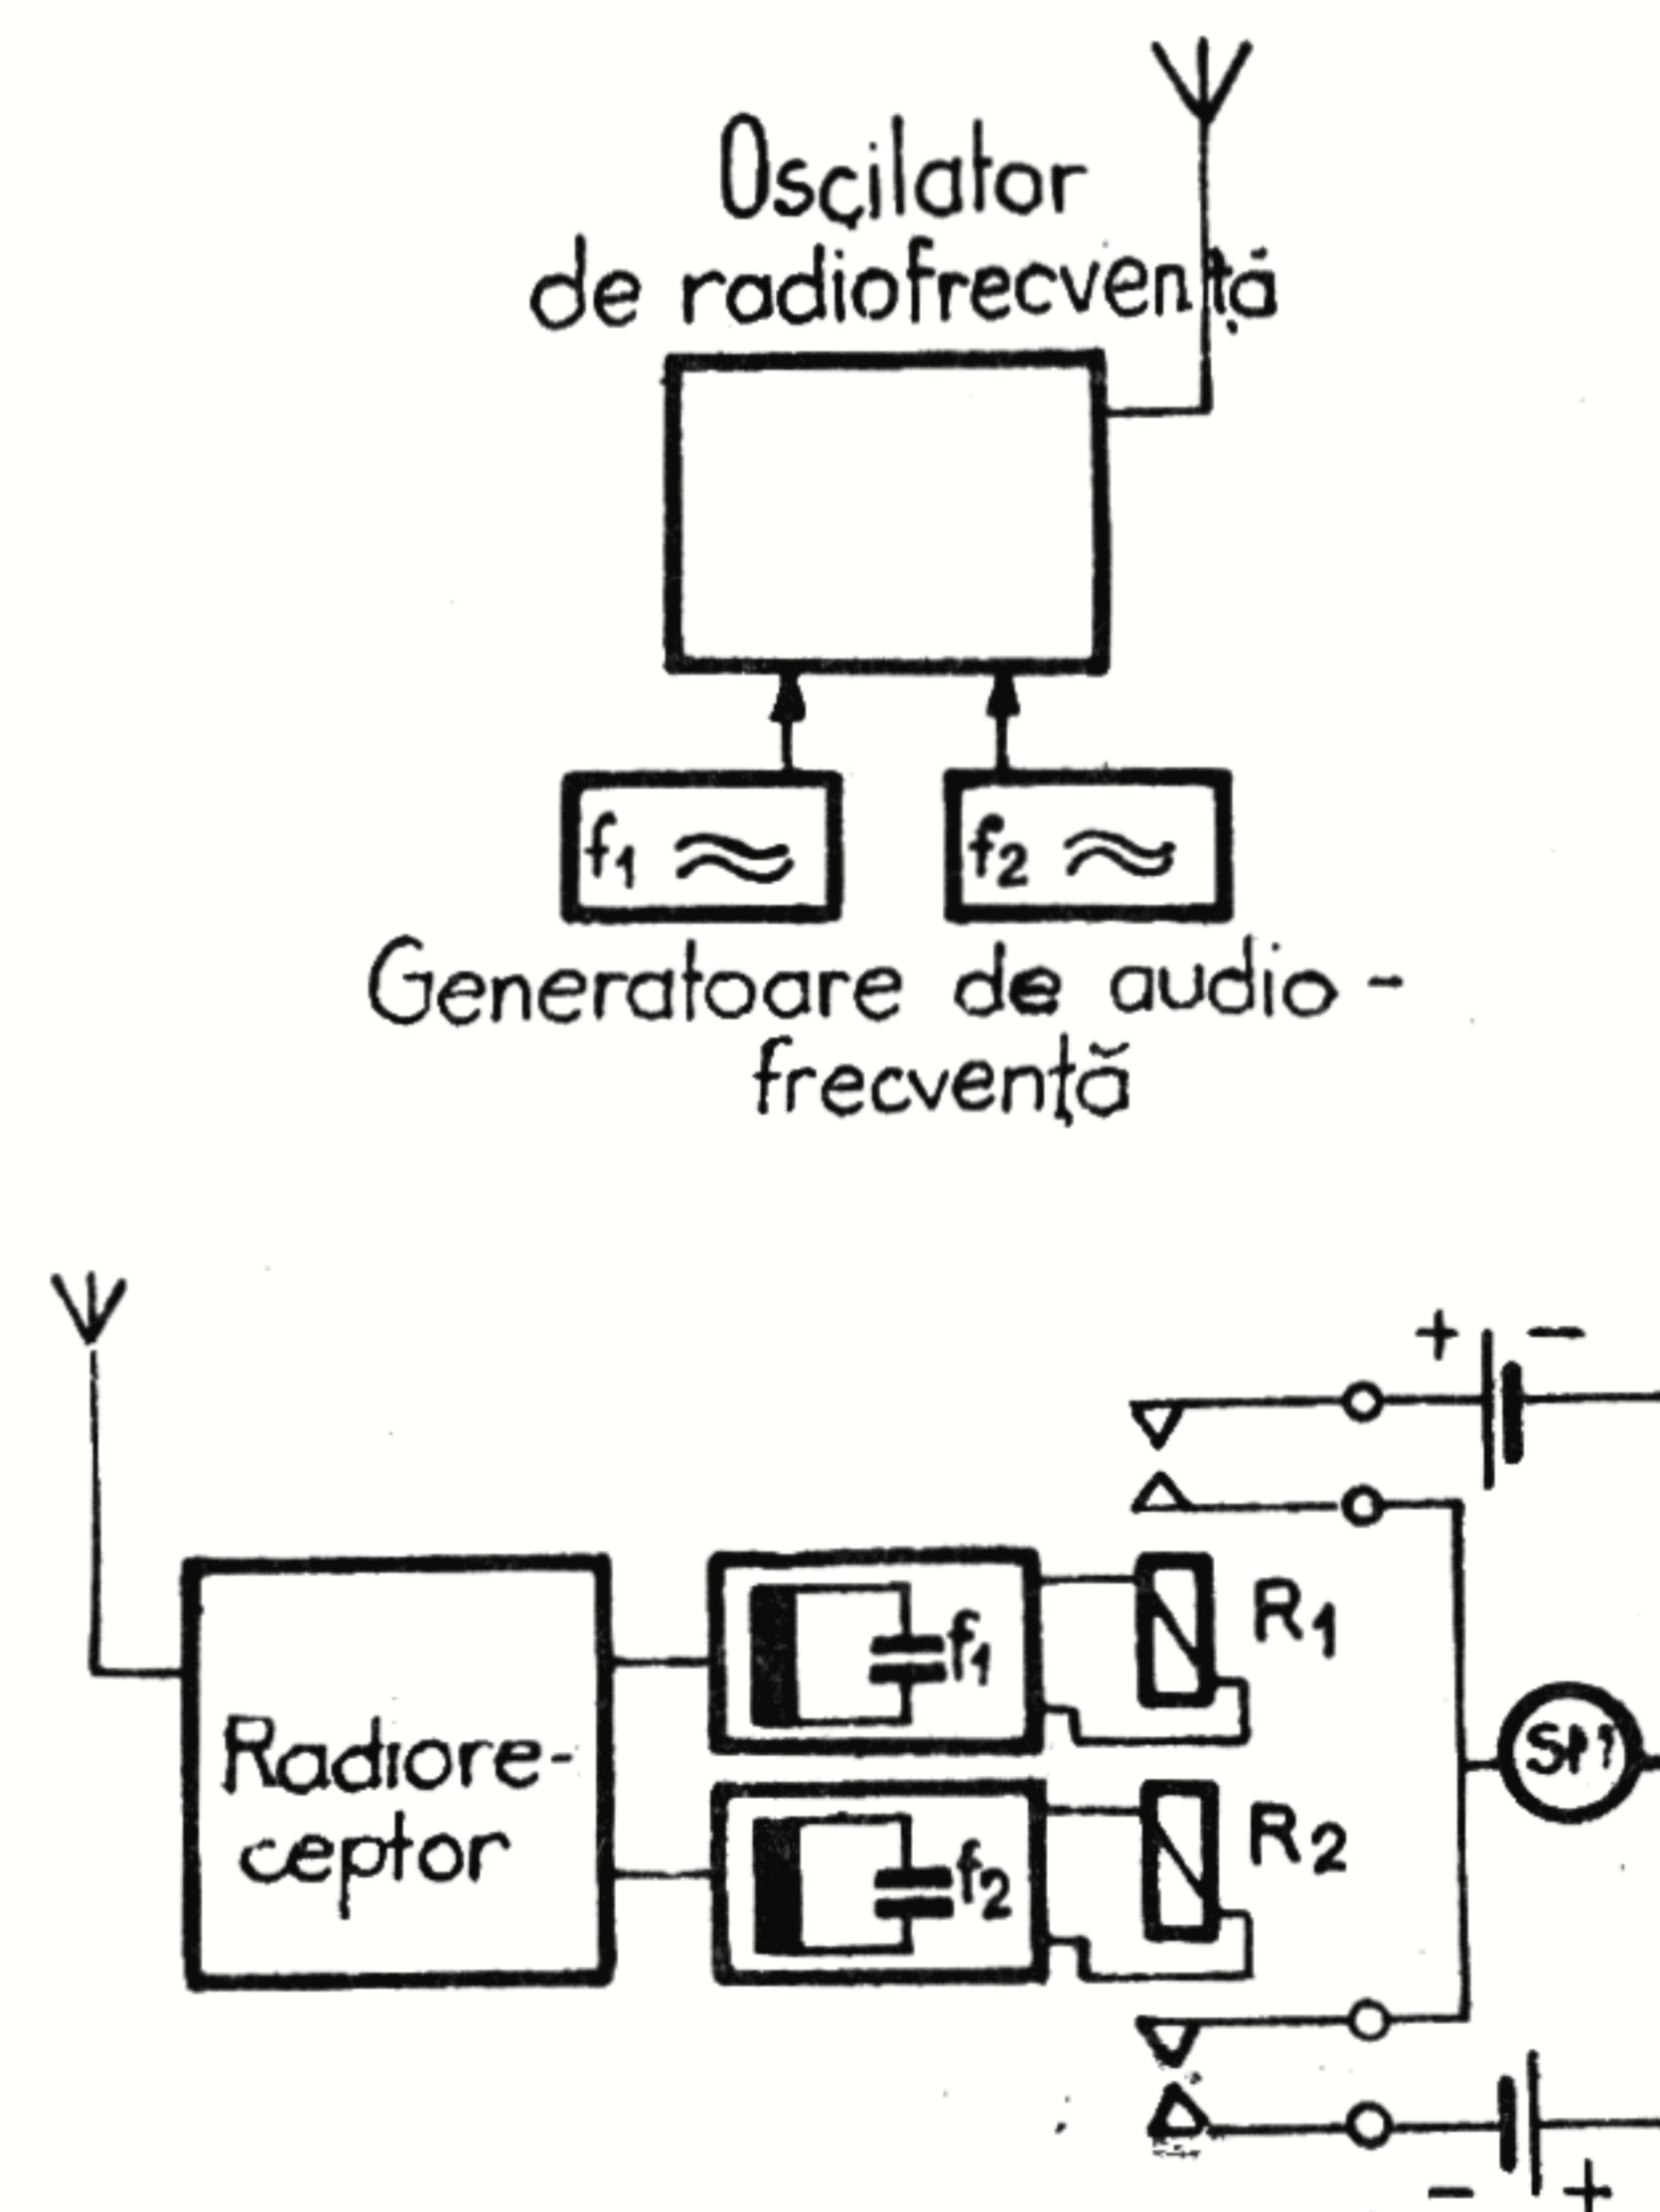 Oscilator
de radiofrecvență
f1 ≈
f2 ≈
Generatoare de audio-
frecvență
+ -
f1
R1
Radiore-
ceptor
f2
R2
- +